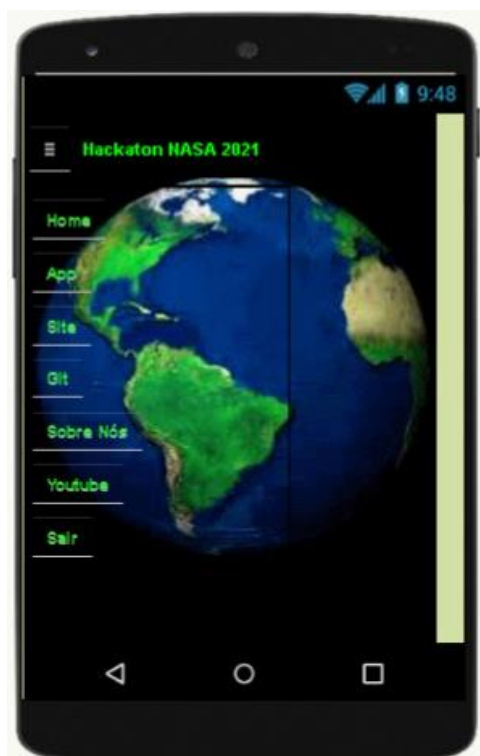 9:48
Hackaton NASA 2021
Home
App
Site
Git
Sobre Nós
Youtube
Sair